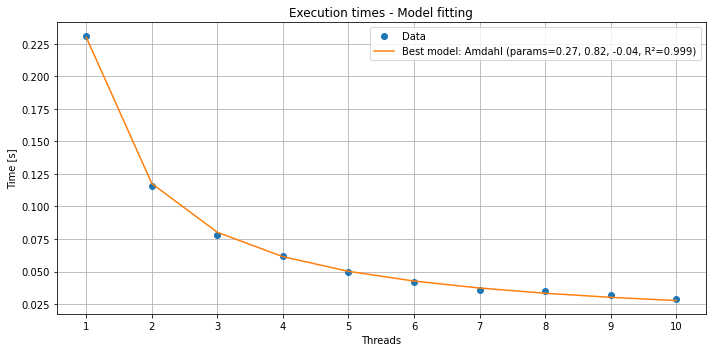 Execution times - Model fitting
Data
Best model: Amdahl (params=0.27, 0.82, -0.04, R²=0.999)
Time [s]
0.225
0.200
0.175
0.150
0.125
0.100
0.075
0.050
0.025
1 2 3 4 5 6 7 8 9 10
Threads